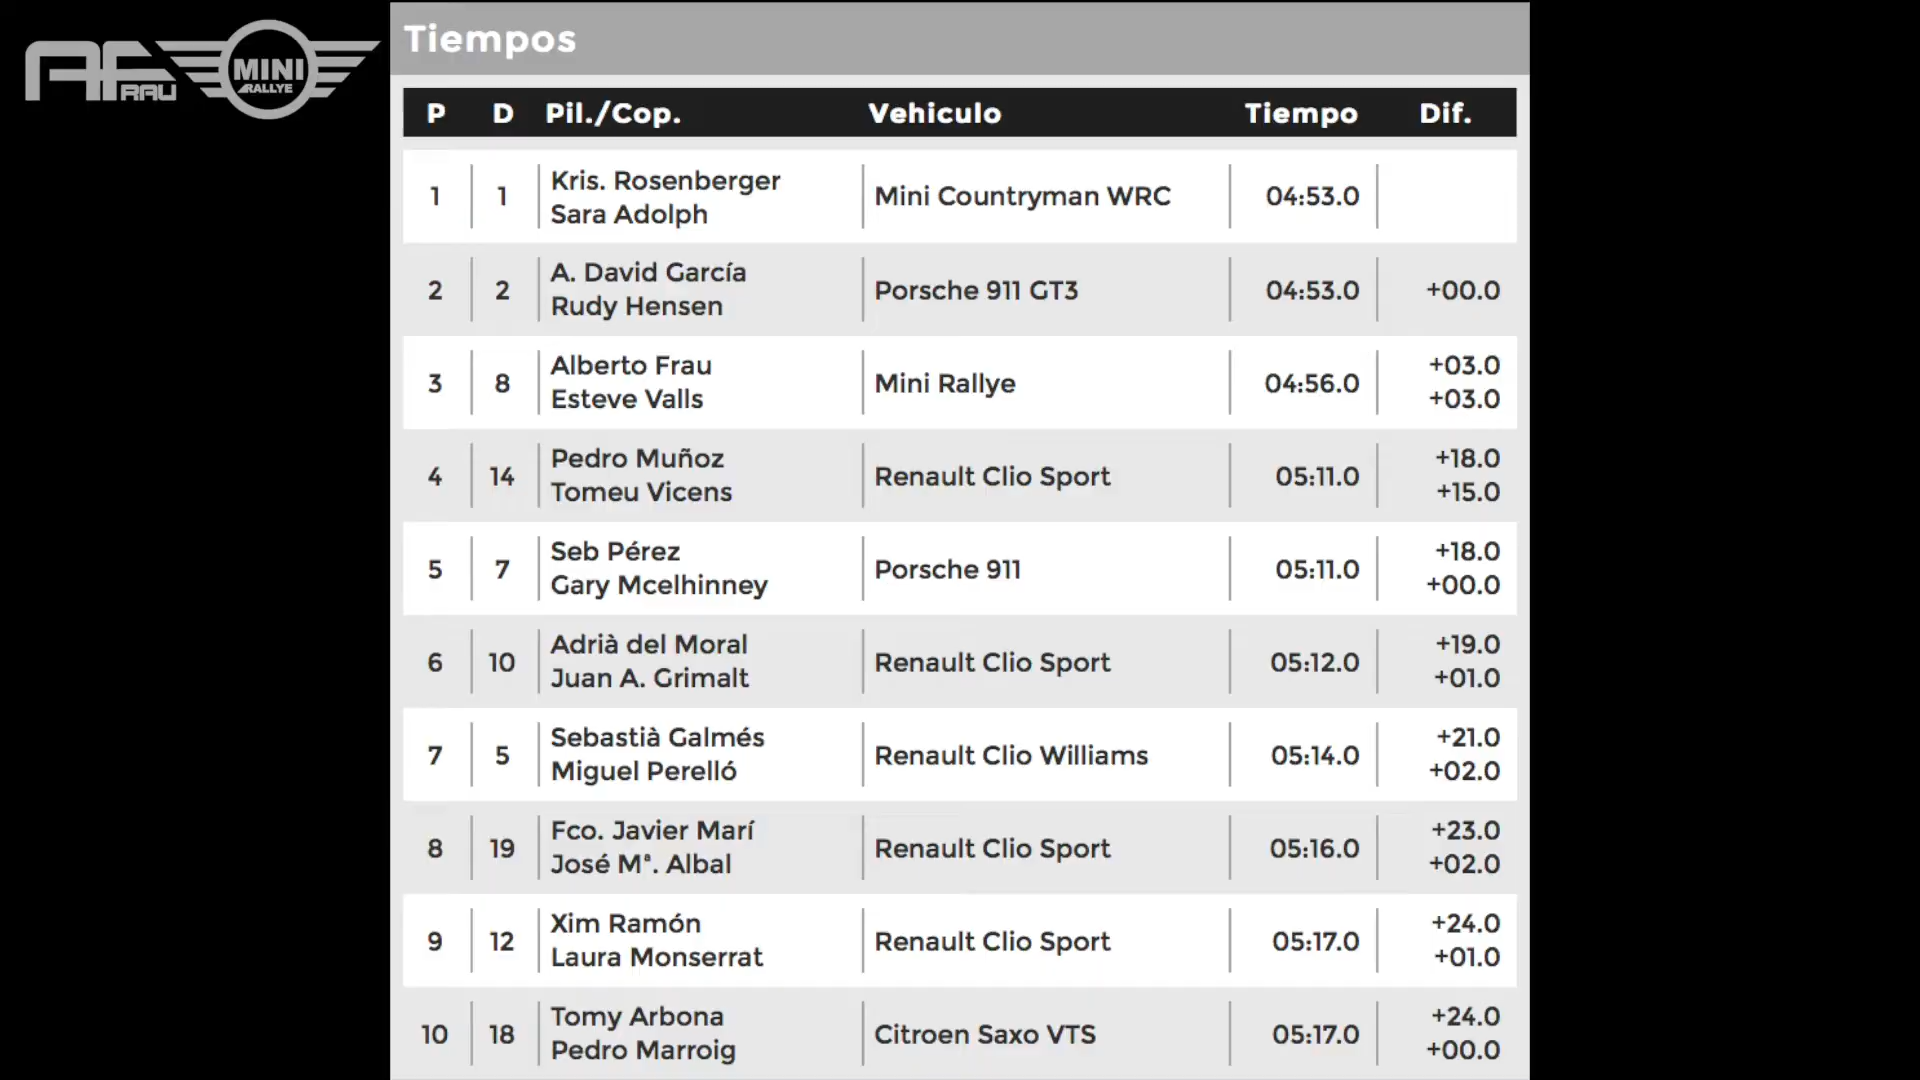 AFRAU MINI RALLYE
Tiempos
P D Pil./Cop. Vehiculo Tiempo Dif.
1 1 Kris. Rosenberger Sara Adolph Mini Countryman WRC 04:53.0
2 2 A. David García Rudy Hensen Porsche 911 GT3 04:53.0 +00.0
3 8 Alberto Frau Esteve Valls Mini Rallye 04:56.0 +03.0 +03.0
4 14 Pedro Muñoz Tomeu Vicens Renault Clio Sport 05:11.0 +18.0 +15.0
5 7 Seb Pérez Gary Mcelhinney Porsche 911 05:11.0 +18.0 +00.0
6 10 Adrià del Moral Juan A. Grimalt Renault Clio Sport 05:12.0 +19.0 +01.0
7 5 Sebastià Galmés Miguel Perelló Renault Clio Williams 05:14.0 +21.0 +02.0
8 19 Fco. Javier Marí José Mª. Albal Renault Clio Sport 05:16.0 +23.0 +02.0
9 12 Xim Ramón Laura Monserrat Renault Clio Sport 05:17.0 +24.0 +01.0
10 18 Tomy Arbona Pedro Marroig Citroen Saxo VTS 05:17.0 +24.0 +00.0